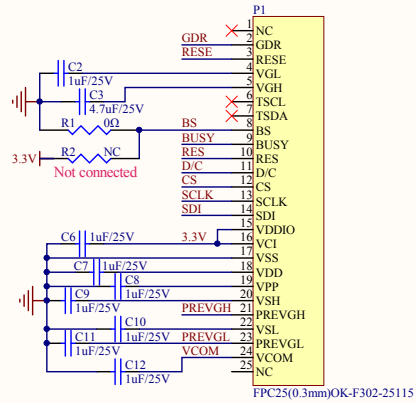 P1
1 NC
GDR 2 GDR
RESE 3 RESE
C2 4 VGL
1uF/25V 5 VGH
C3 6 TSCL
4.7uF/25V 7 TSDA
R1 0Ω BS 8 BS
BUSY 9 BUSY
3.3V R2 NC RES 10 RES
Not connected D/C 11 D/C
CS 12 CS
SCLK 13 SCLK
SDI 14 SDI
15 VDDIO
C6 1uF/25V 3.3V 16 VCI
17 VSS
C7 1uF/25V 18 VDD
C8 19 VPP
C9 1uF/25V 20 VSH
1uF/25V PREVGH 21 PREVGH
C10 22 VSL
C11 1uF/25V PREVGL 23 PREVGL
1uF/25V VCOM 24 VCOM
C12 25 NC
1uF/25V
FPC25(0.3mm)OK-F302-25115